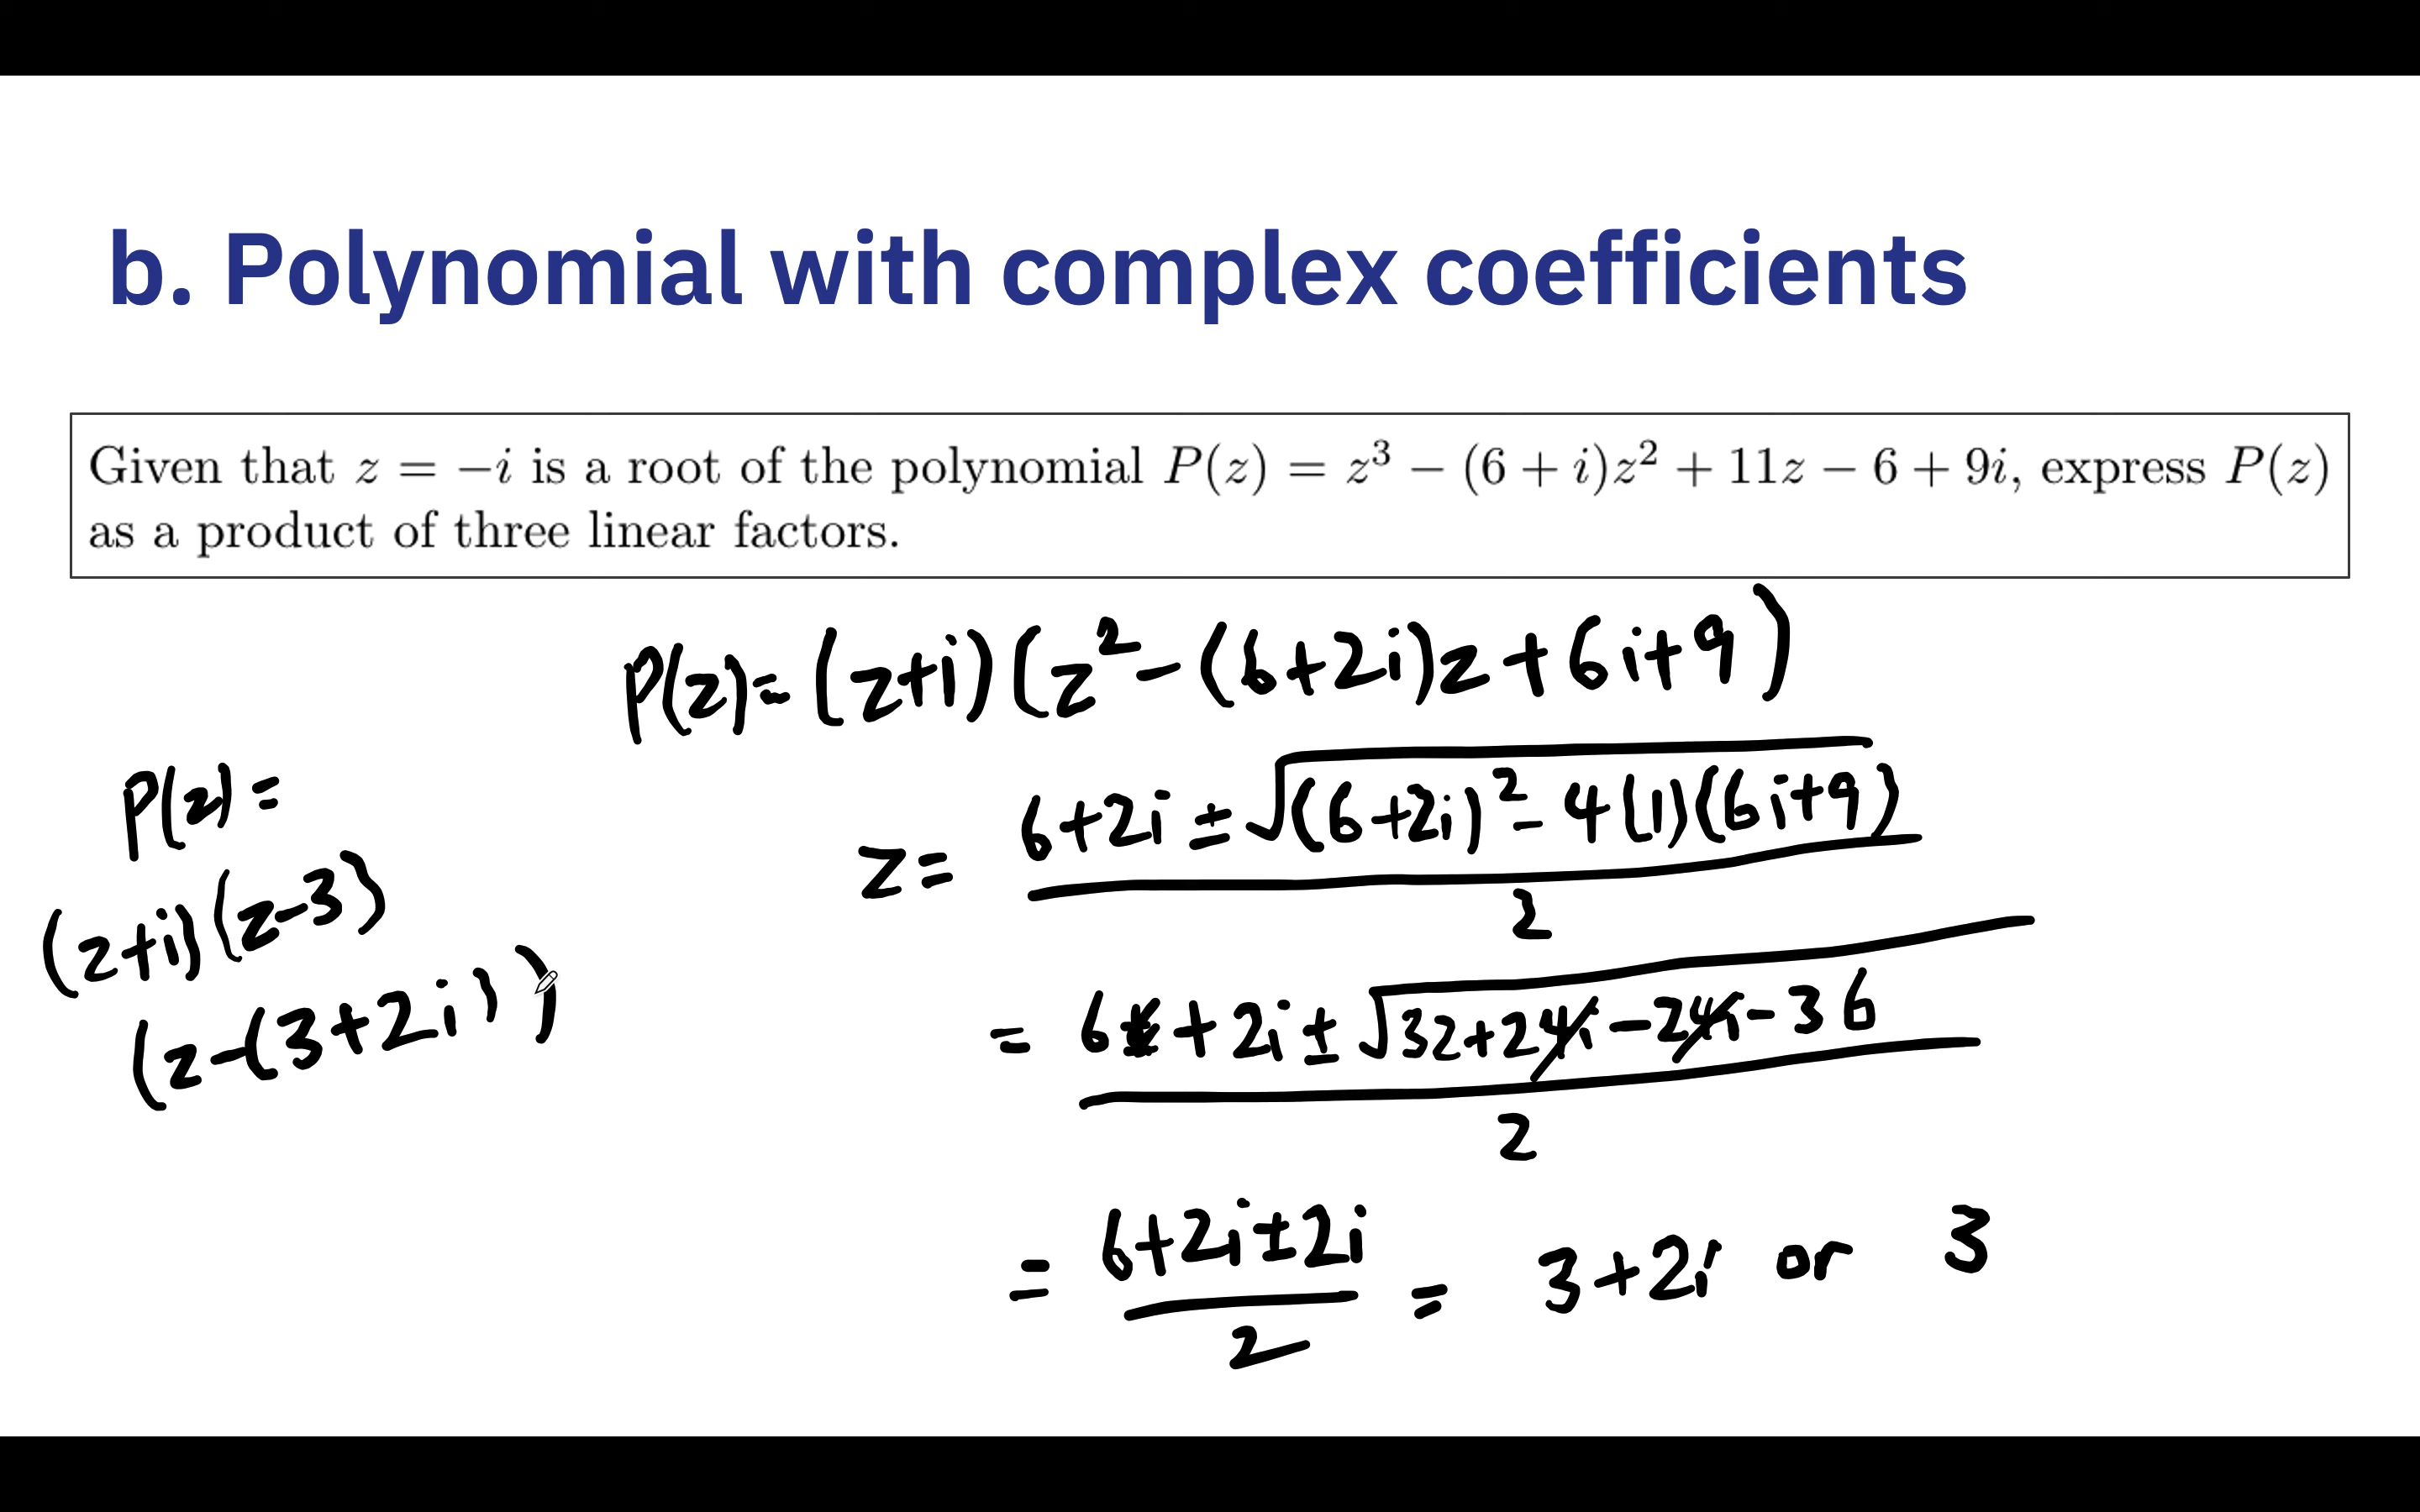 b. Polynomial with complex coefficients
Given that z = −i is a root of the polynomial P(z) = z³ − (6 + i)z² + 11z − 6 + 9i, express P(z)
as a product of three linear factors.
P(z)= (z+i)(z²−(6+2i)z+6i+9)
z= 6+2i ± √((6+2i)²−4(1)(6i+9)) / 2
= 6 + 2i ± √(32+24i −24i −36) / 2
= 6+2i±2i / 2 = 3+2i or 3
P(z)=
(z+i)(z−3)
(z−(3+2i))